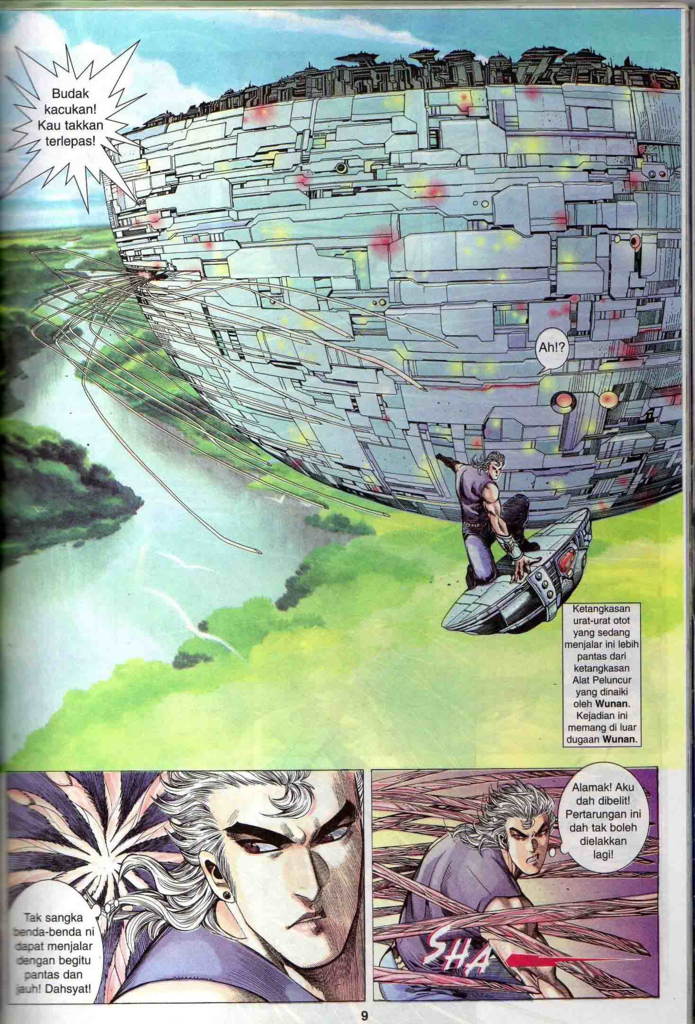 Budak
kacukan!
Kau takkan
terlepas!
Ah!?
Ketangkasan
urat-urat otot
yang sedang
menjalar ini lebih
pantas dari
ketangkasan
Alat Peluncur
yang dinaiki
oleh Wunan.
Kejadian ini
memang di luar
dugaan Wunan.
Tak sangka
benda-benda ni
dapat menjalar
dengan begitu
pantas dan
jauh! Dahsyat!
Alamak! Aku
dah dibelit!
Pertarungan ini
dah tak boleh
dielakkan
lagi!
SHA
9